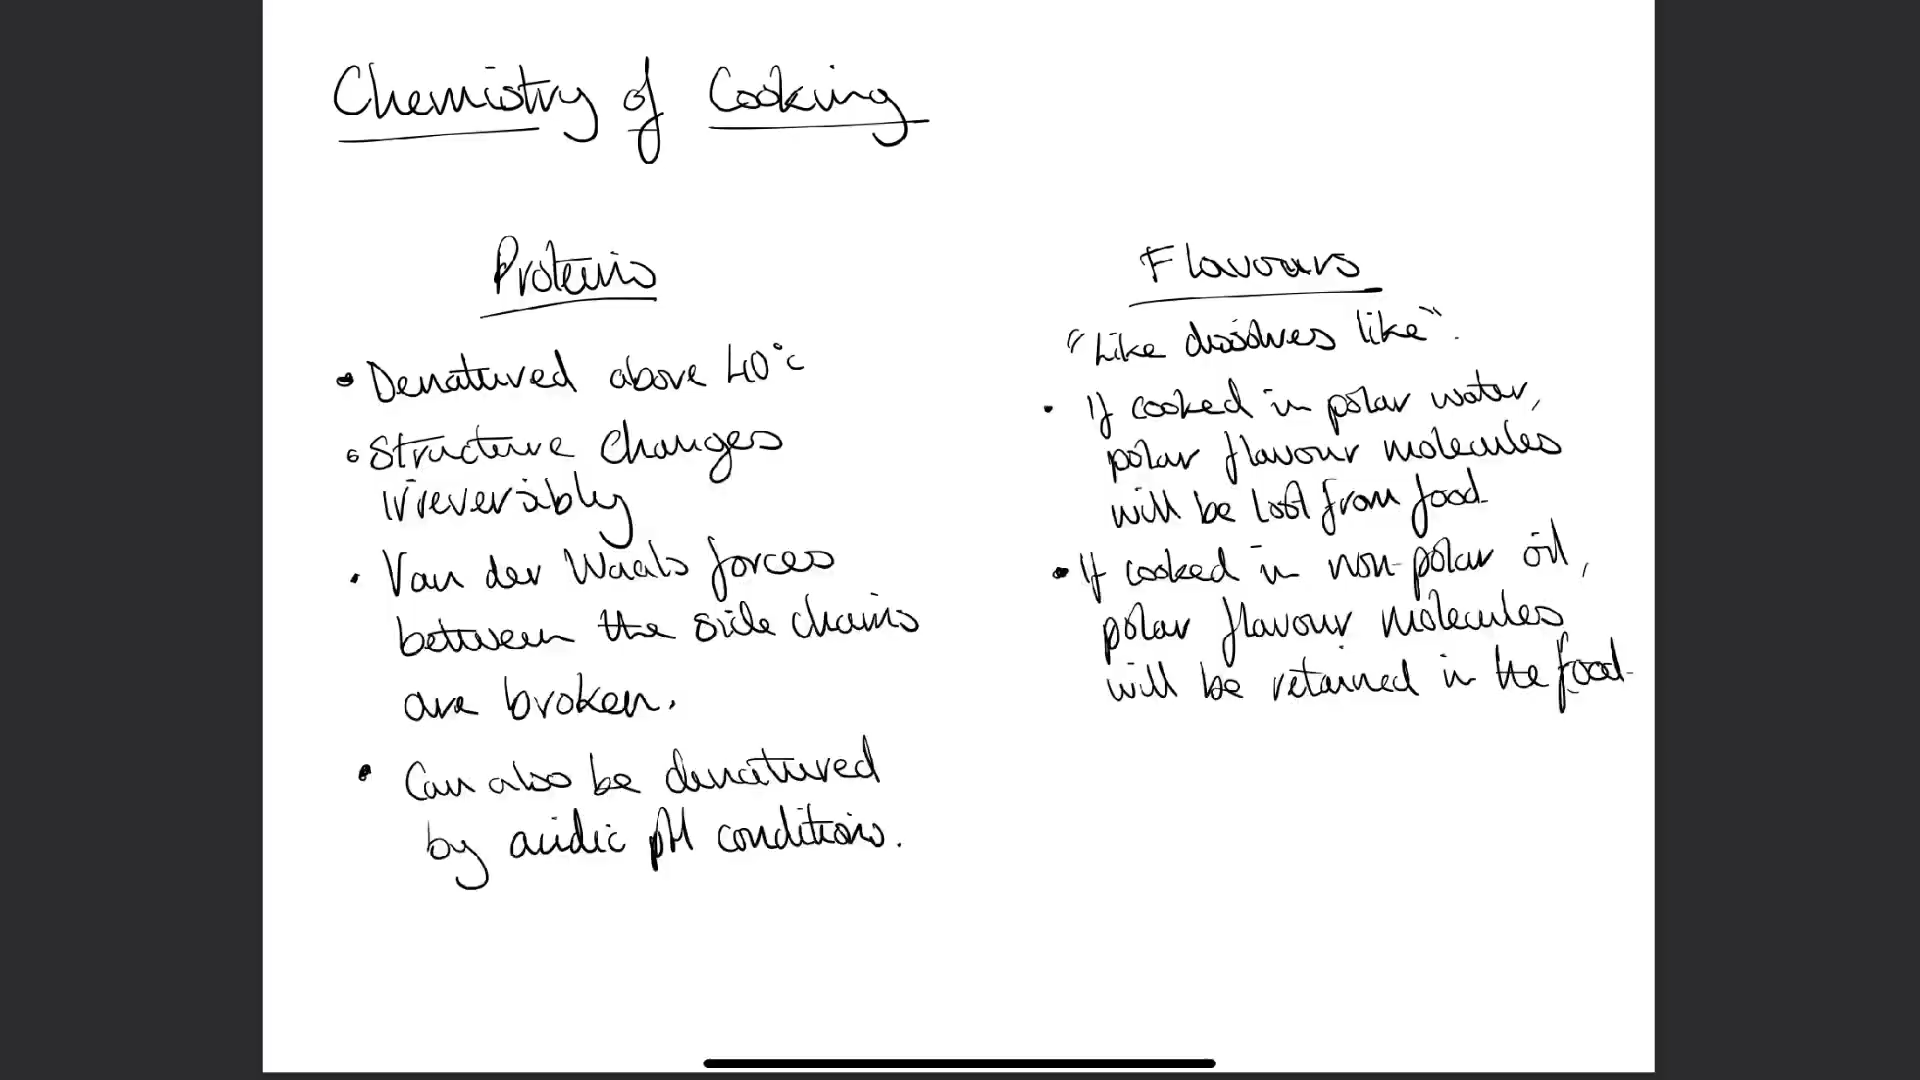 Chemistry of Cooking
Proteins
• Denatured above 40°C
• Structure changes
irreversibly
• Van der Waals forces
between the side chains
are broken.
• Can also be denatured
by acidic pH conditions.
Flavours
"Like dissolves like".
• If cooked in polar water,
polar flavour molecules
will be lost from food
• If cooked in non-polar oil,
polar flavour molecules
will be retained in the food.